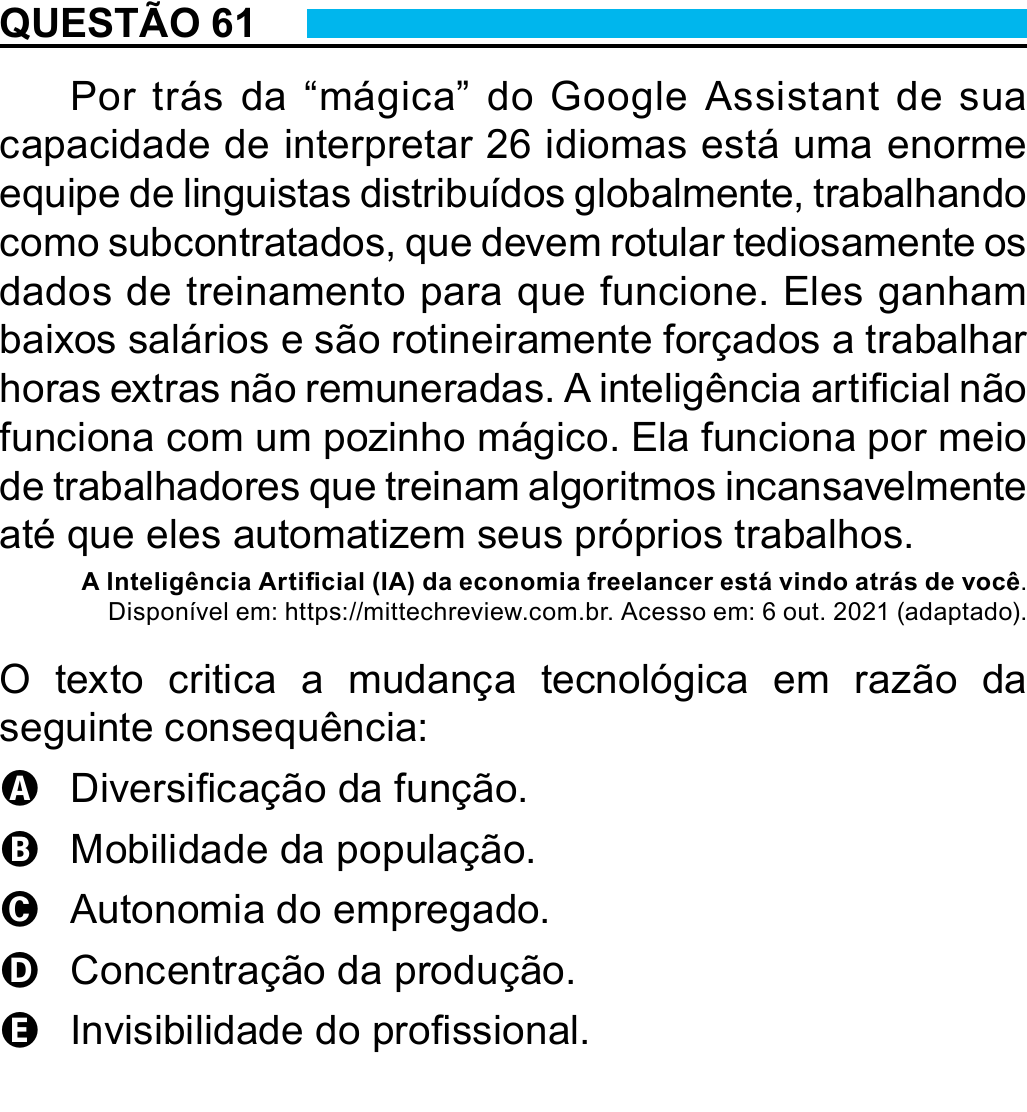 QUESTÃO 61
Por trás da “mágica” do Google Assistant de sua
capacidade de interpretar 26 idiomas está uma enorme
equipe de linguistas distribuídos globalmente, trabalhando
como subcontratados, que devem rotular tediosamente os
dados de treinamento para que funcione. Eles ganham
baixos salários e são rotineiramente forçados a trabalhar
horas extras não remuneradas. A inteligência artificial não
funciona com um pozinho mágico. Ela funciona por meio
de trabalhadores que treinam algoritmos incansavelmente
até que eles automatizem seus próprios trabalhos.
A Inteligência Artificial (IA) da economia freelancer está vindo atrás de você.
Disponível em: https://mittechreview.com.br. Acesso em: 6 out. 2021 (adaptado).
O texto critica a mudança tecnológica em razão da
seguinte consequência:
A Diversificação da função.
B Mobilidade da população.
C Autonomia do empregado.
D Concentração da produção.
E Invisibilidade do profissional.